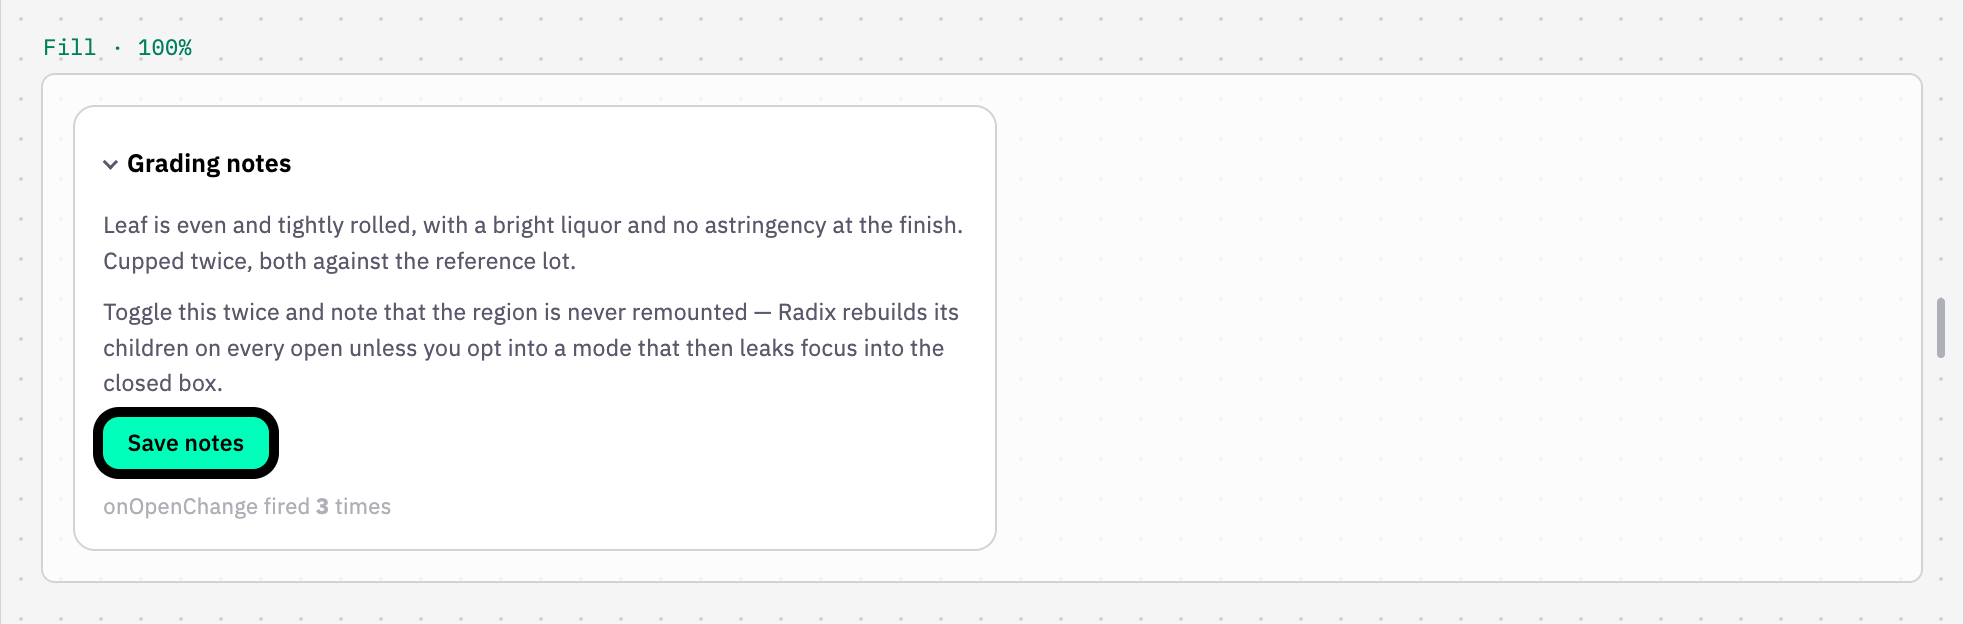 Fill · 100%
Grading notes
Leaf is even and tightly rolled, with a bright liquor and no astringency at the finish.
Cupped twice, both against the reference lot.
Toggle this twice and note that the region is never remounted — Radix rebuilds its
children on every open unless you opt into a mode that then leaks focus into the
closed box.
Save notes
onOpenChange fired 3 times